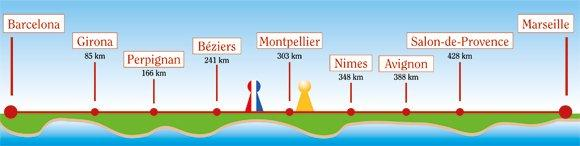 Barcelona
Girona
85 km
Perpignan
166 km
Béziers
241 km
Montpellier
303 km
Nimes
348 km
Avignon
388 km
Salon-de-Provence
428 km
Marseille